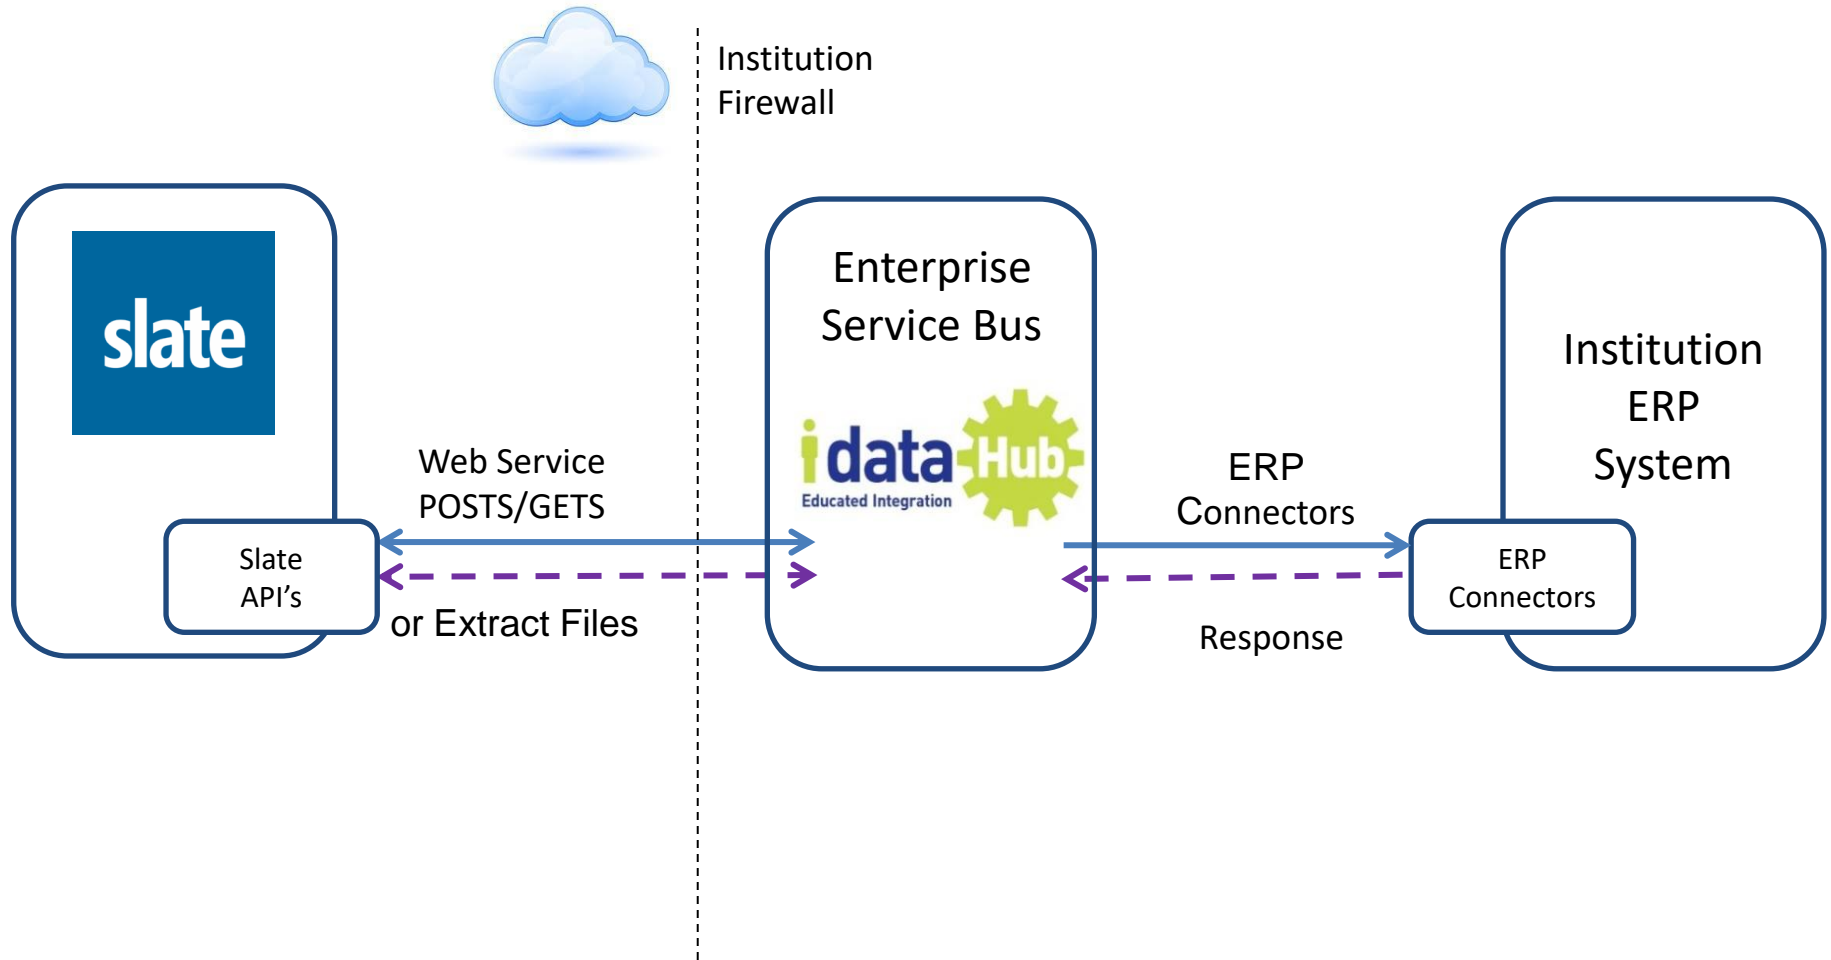 Institution
Firewall
slate
Slate
API's
Web Service
POSTS/GETS
or Extract Files
Enterprise
Service Bus
idata Hub
Educated Integration
ERP
Connectors
Response
Institution
ERP
System
ERP
Connectors